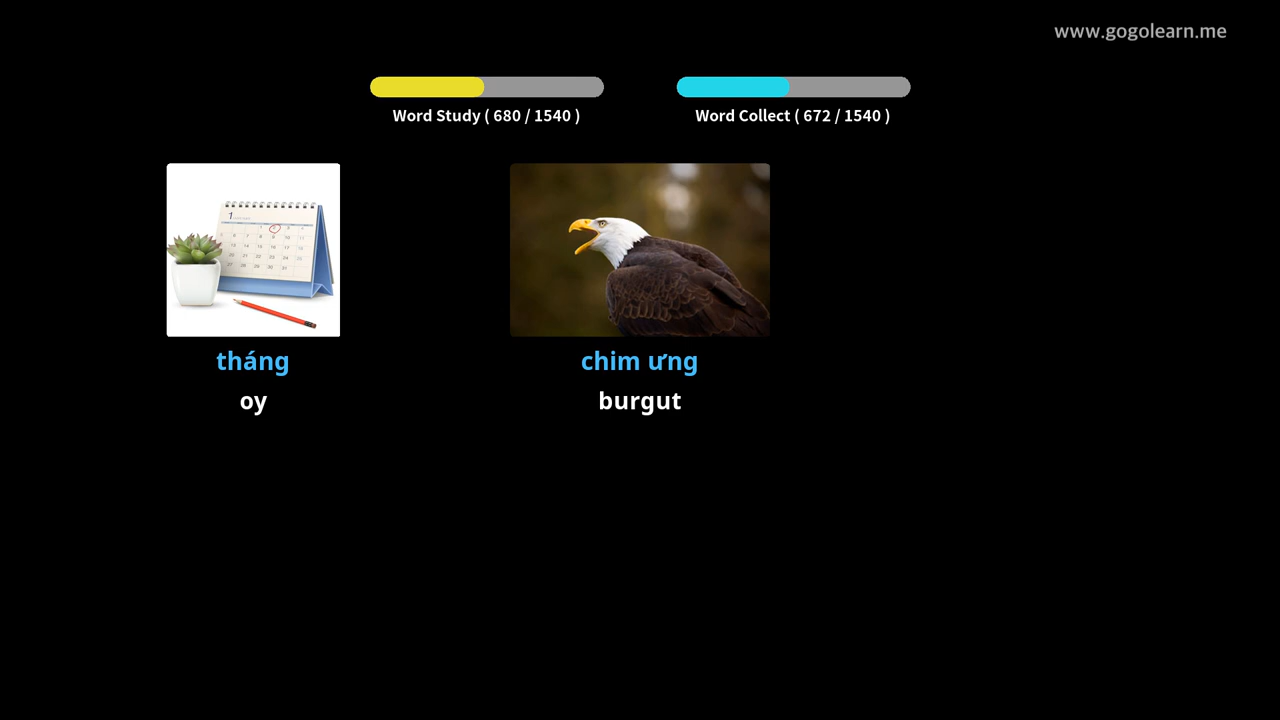 www.gogolearn.me
Word Study ( 680 / 1540 )
Word Collect ( 672 / 1540 )
tháng
chim ưng
oy
burgut